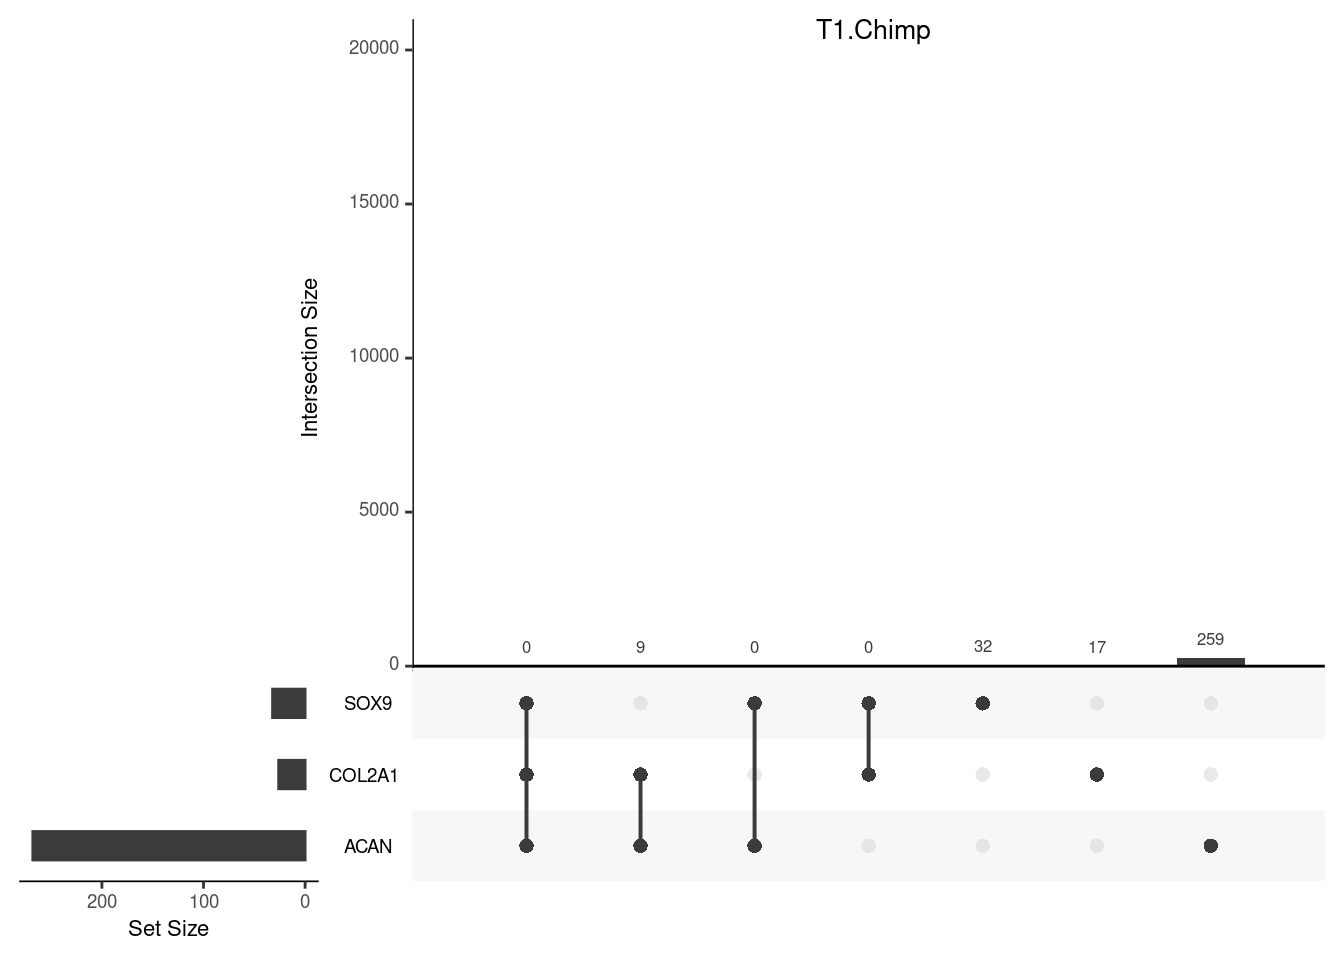 T1.Chimp
20000
15000
10000
5000
0
Intersection Size
0 9 0 0 32 17 259
SOX9
COL2A1
ACAN
200 100 0
Set Size